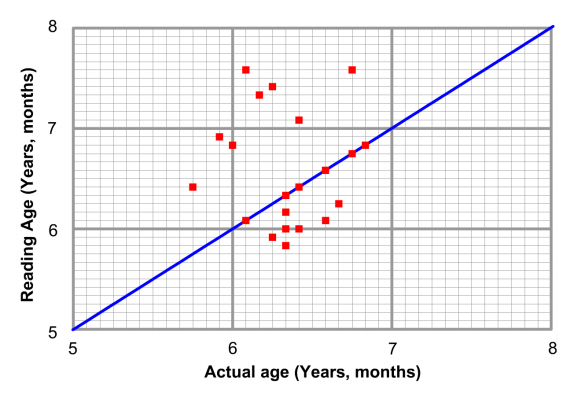 8
7
6
5
Reading Age (Years, months)
5 6 7 8
Actual age (Years, months)